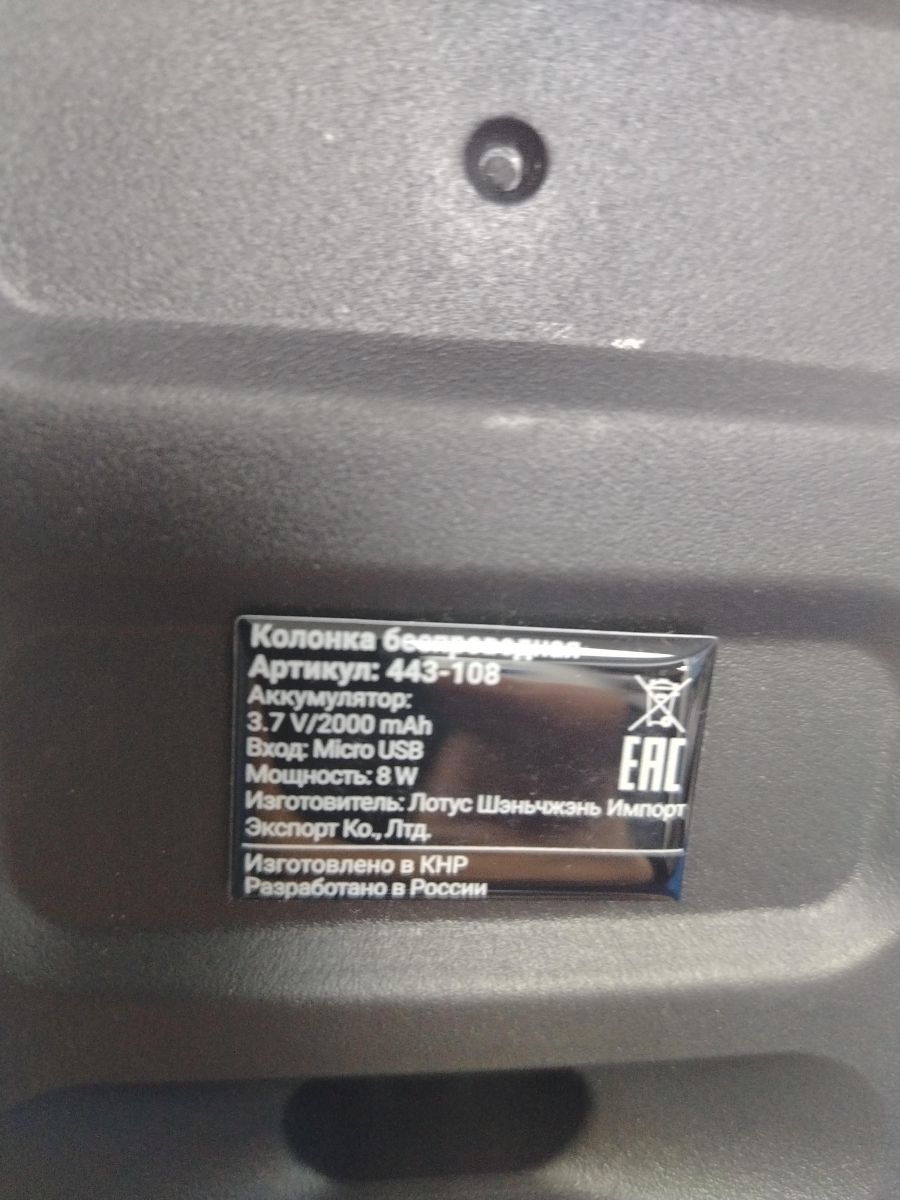 Колонка беспроводная
Артикул: 443-108
Аккумулятор:
3.7 V/2000 mAh
Вход: Micro USB
Мощность: 8 W
EAC
Изготовитель: Лотус Шэньчжэнь Импорт
Экспорт Ко., Лтд.
Изготовлено в КНР
Разработано в России